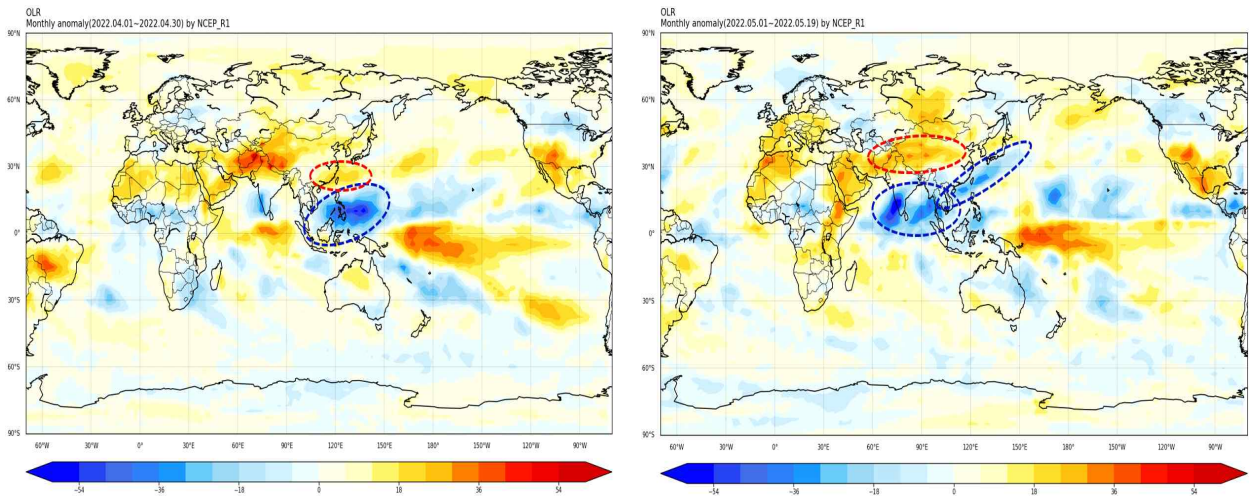 OLR
Monthly anomaly(2022.04.01~2022.04.30) by NCEP_R1
90°N
60°N
30°N
0°
30°S
60°S
90°S
60°W 30°W 0° 30°E 60°E 90°E 120°E 150°E 180° 150°W 120°W 90°W
−54 −36 −18 0 18 36 54
OLR
Monthly anomaly(2022.05.01~2022.05.19) by NCEP_R1
90°N
60°N
30°N
0°
30°S
60°S
90°S
60°W 30°W 0° 30°E 60°E 90°E 120°E 150°E 180° 150°W 120°W 90°W
−54 −36 −18 0 18 36 54